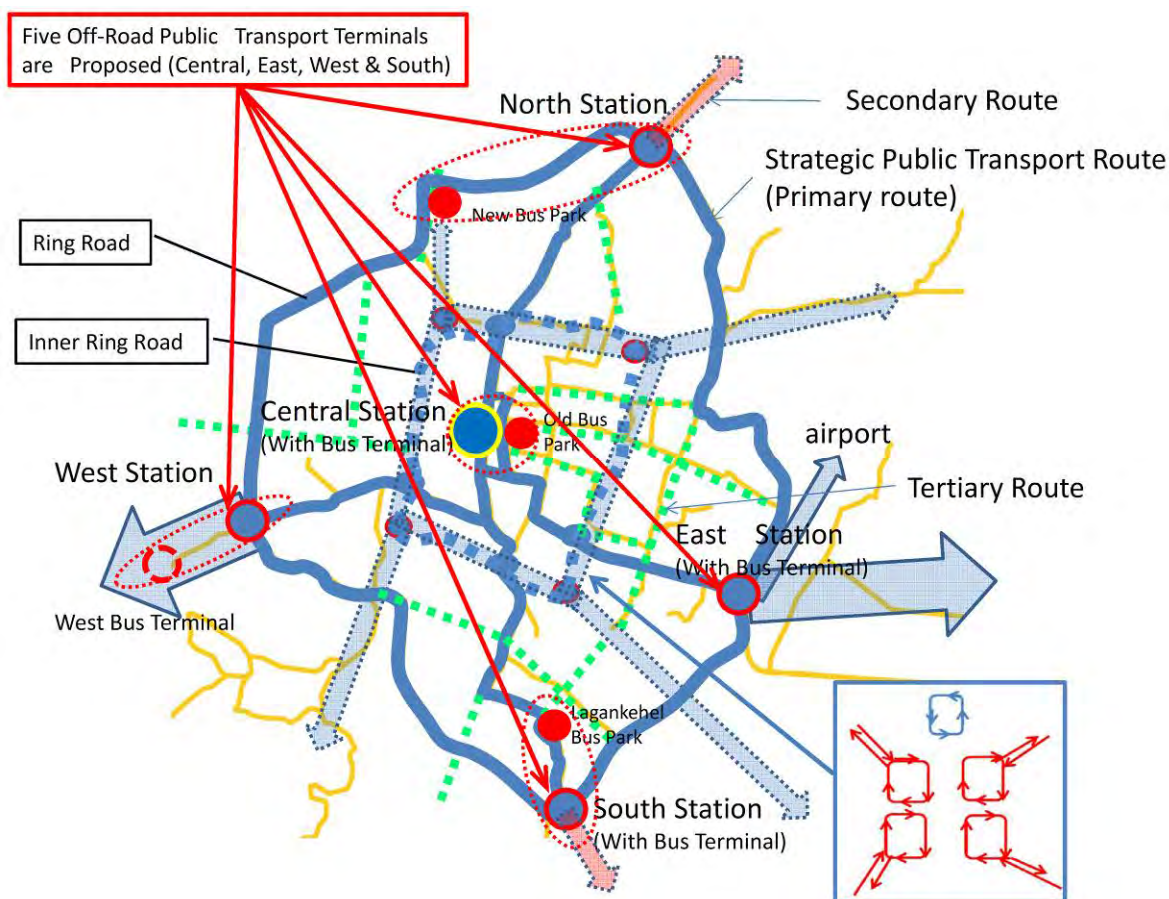 Five Off-Road Public Transport Terminals
are Proposed (Central, East, West & South)
North Station
Secondary Route
Strategic Public Transport Route
(Primary route)
New Bus Park
Ring Road
Inner Ring Road
Central Station
(With Bus Terminal)
Old Bus
Park
airport
West Station
Tertiary Route
East Station
(With Bus Terminal)
West Bus Terminal
Lagankehel
Bus Park
South Station
(With Bus Terminal)